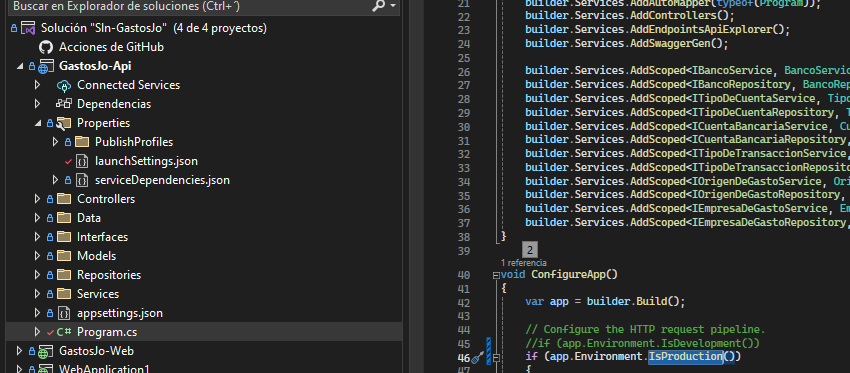 Buscar en Explorador de soluciones (Ctrl+´)
Solución "Sln-GastosJo" (4 de 4 proyectos)
Acciones de GitHub
GastosJo-Api
Connected Services
Dependencias
Properties
PublishProfiles
launchSettings.json
serviceDependencies.json
Controllers
Data
Interfaces
Models
Repositories
Services
appsettings.json
C# Program.cs
GastosJo-Web
WebApplication1
21 builder.Services.AddAutoMapper(typeof(Program));
22 builder.Services.AddControllers();
23 builder.Services.AddEndpointsApiExplorer();
24 builder.Services.AddSwaggerGen();
25
26 builder.Services.AddScoped<IBancoService, BancoServi
27 builder.Services.AddScoped<IBancoRepository, BancoRep
28 builder.Services.AddScoped<ITipoDeCuentaService, Tipo
29 builder.Services.AddScoped<ITipoDeCuentaRepository, T
30 builder.Services.AddScoped<ICuentaBancariaService, Cu
31 builder.Services.AddScoped<ICuentaBancariaRepository,
32 builder.Services.AddScoped<ITipoDeTransaccionService,
33 builder.Services.AddScoped<ITipoDeTransaccionReposito
34 builder.Services.AddScoped<IOrigenDeGastoService, Ori
35 builder.Services.AddScoped<IOrigenDeGastoRepository,
36 builder.Services.AddScoped<IEmpresaDeGastoService, Em
37 builder.Services.AddScoped<IEmpresaDeGastoRepository,
38 }
39 2
1 referencia
40 void ConfigureApp()
41 {
42 var app = builder.Build();
43
44 // Configure the HTTP request pipeline.
45 //if (app.Environment.IsDevelopment())
46 if (app.Environment.IsProduction())
47 {